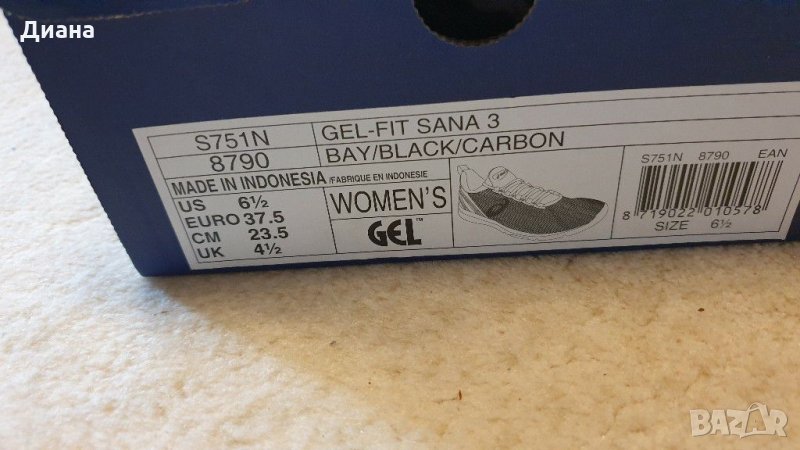 Диана
S751N
8790
GEL-FIT SANA 3
BAY/BLACK/CARBON
MADE IN INDONESIA /FABRIQUE EN INDONESIE
US 6½
EURO 37.5
CM 23.5
UK 4½
WOMEN'S
GEL™
S751N 8790 EAN
8 719022 010578
SIZE 6½
BAZAR